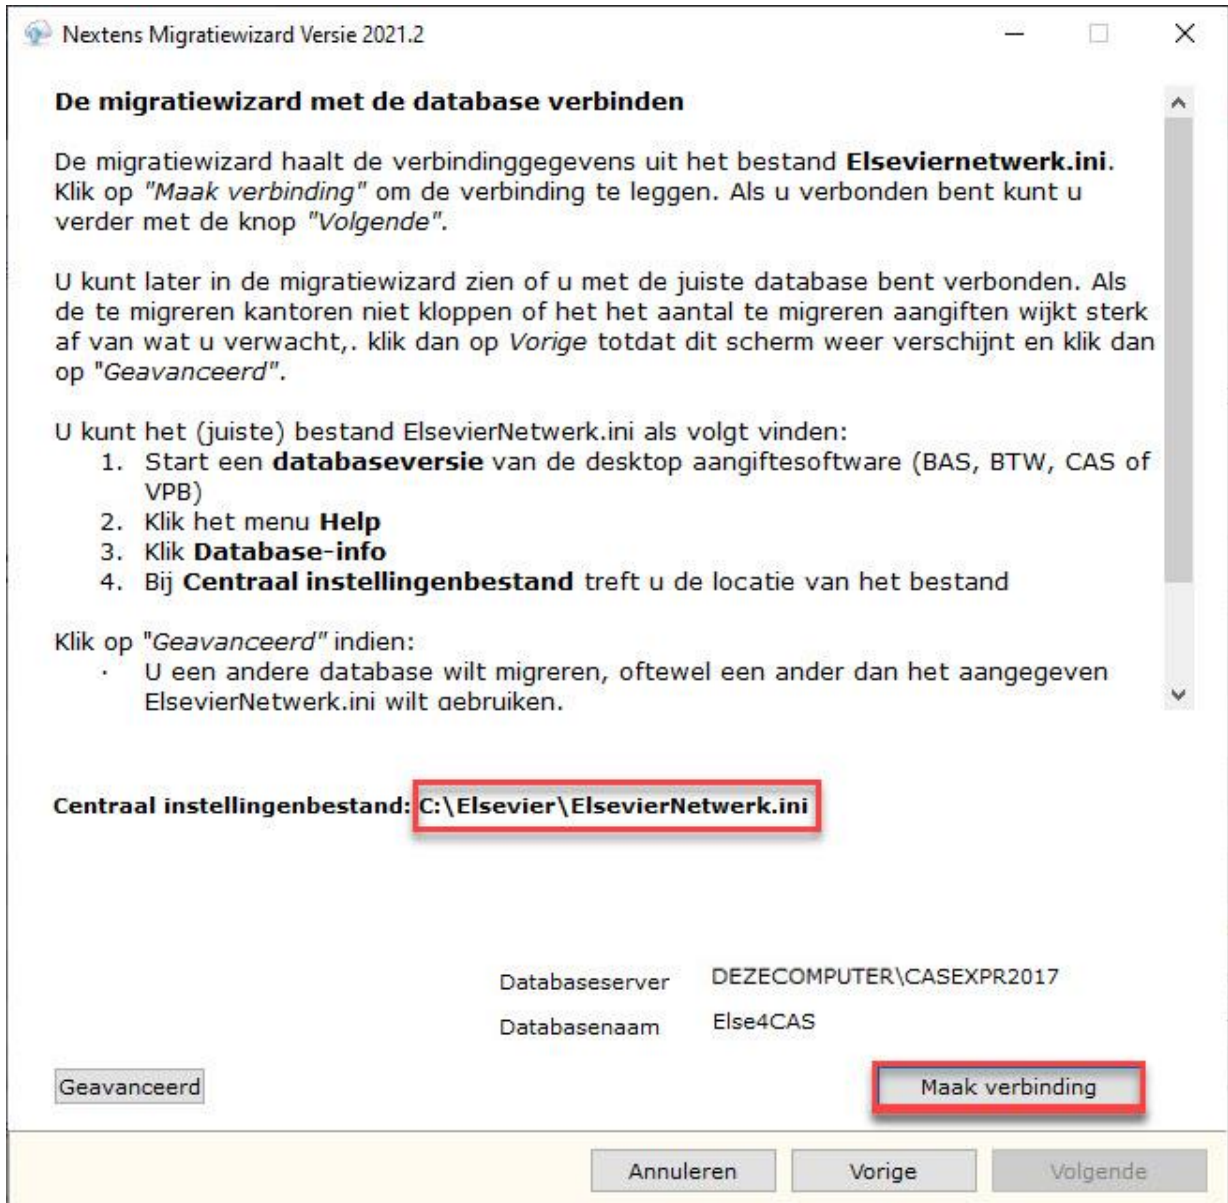 Nextens Migratiewizard Versie 2021.2
De migratiewizard met de database verbinden
De migratiewizard haalt de verbindinggegevens uit het bestand Elseviernetwerk.ini.
Klik op "Maak verbinding" om de verbinding te leggen. Als u verbonden bent kunt u
verder met de knop "Volgende".
U kunt later in de migratiewizard zien of u met de juiste database bent verbonden. Als
de te migreren kantoren niet kloppen of het het aantal te migreren aangiften wijkt sterk
af van wat u verwacht,. klik dan op Vorige totdat dit scherm weer verschijnt en klik dan
op "Geavanceerd".
U kunt het (juiste) bestand ElsevierNetwerk.ini als volgt vinden:
1. Start een databaseversie van de desktop aangiftesoftware (BAS, BTW, CAS of
VPB)
2. Klik het menu Help
3. Klik Database-info
4. Bij Centraal instellingenbestand treft u de locatie van het bestand
Klik op "Geavanceerd" indien:
· U een andere database wilt migreren, oftewel een ander dan het aangegeven
ElsevierNetwerk.ini wilt gebruiken.
Centraal instellingenbestand: C:\Elsevier\ElsevierNetwerk.ini
Databaseserver DEZECOMPUTER\CASEXPR2017
Databasenaam Else4CAS
Geavanceerd Maak verbinding
Annuleren Vorige Volgende